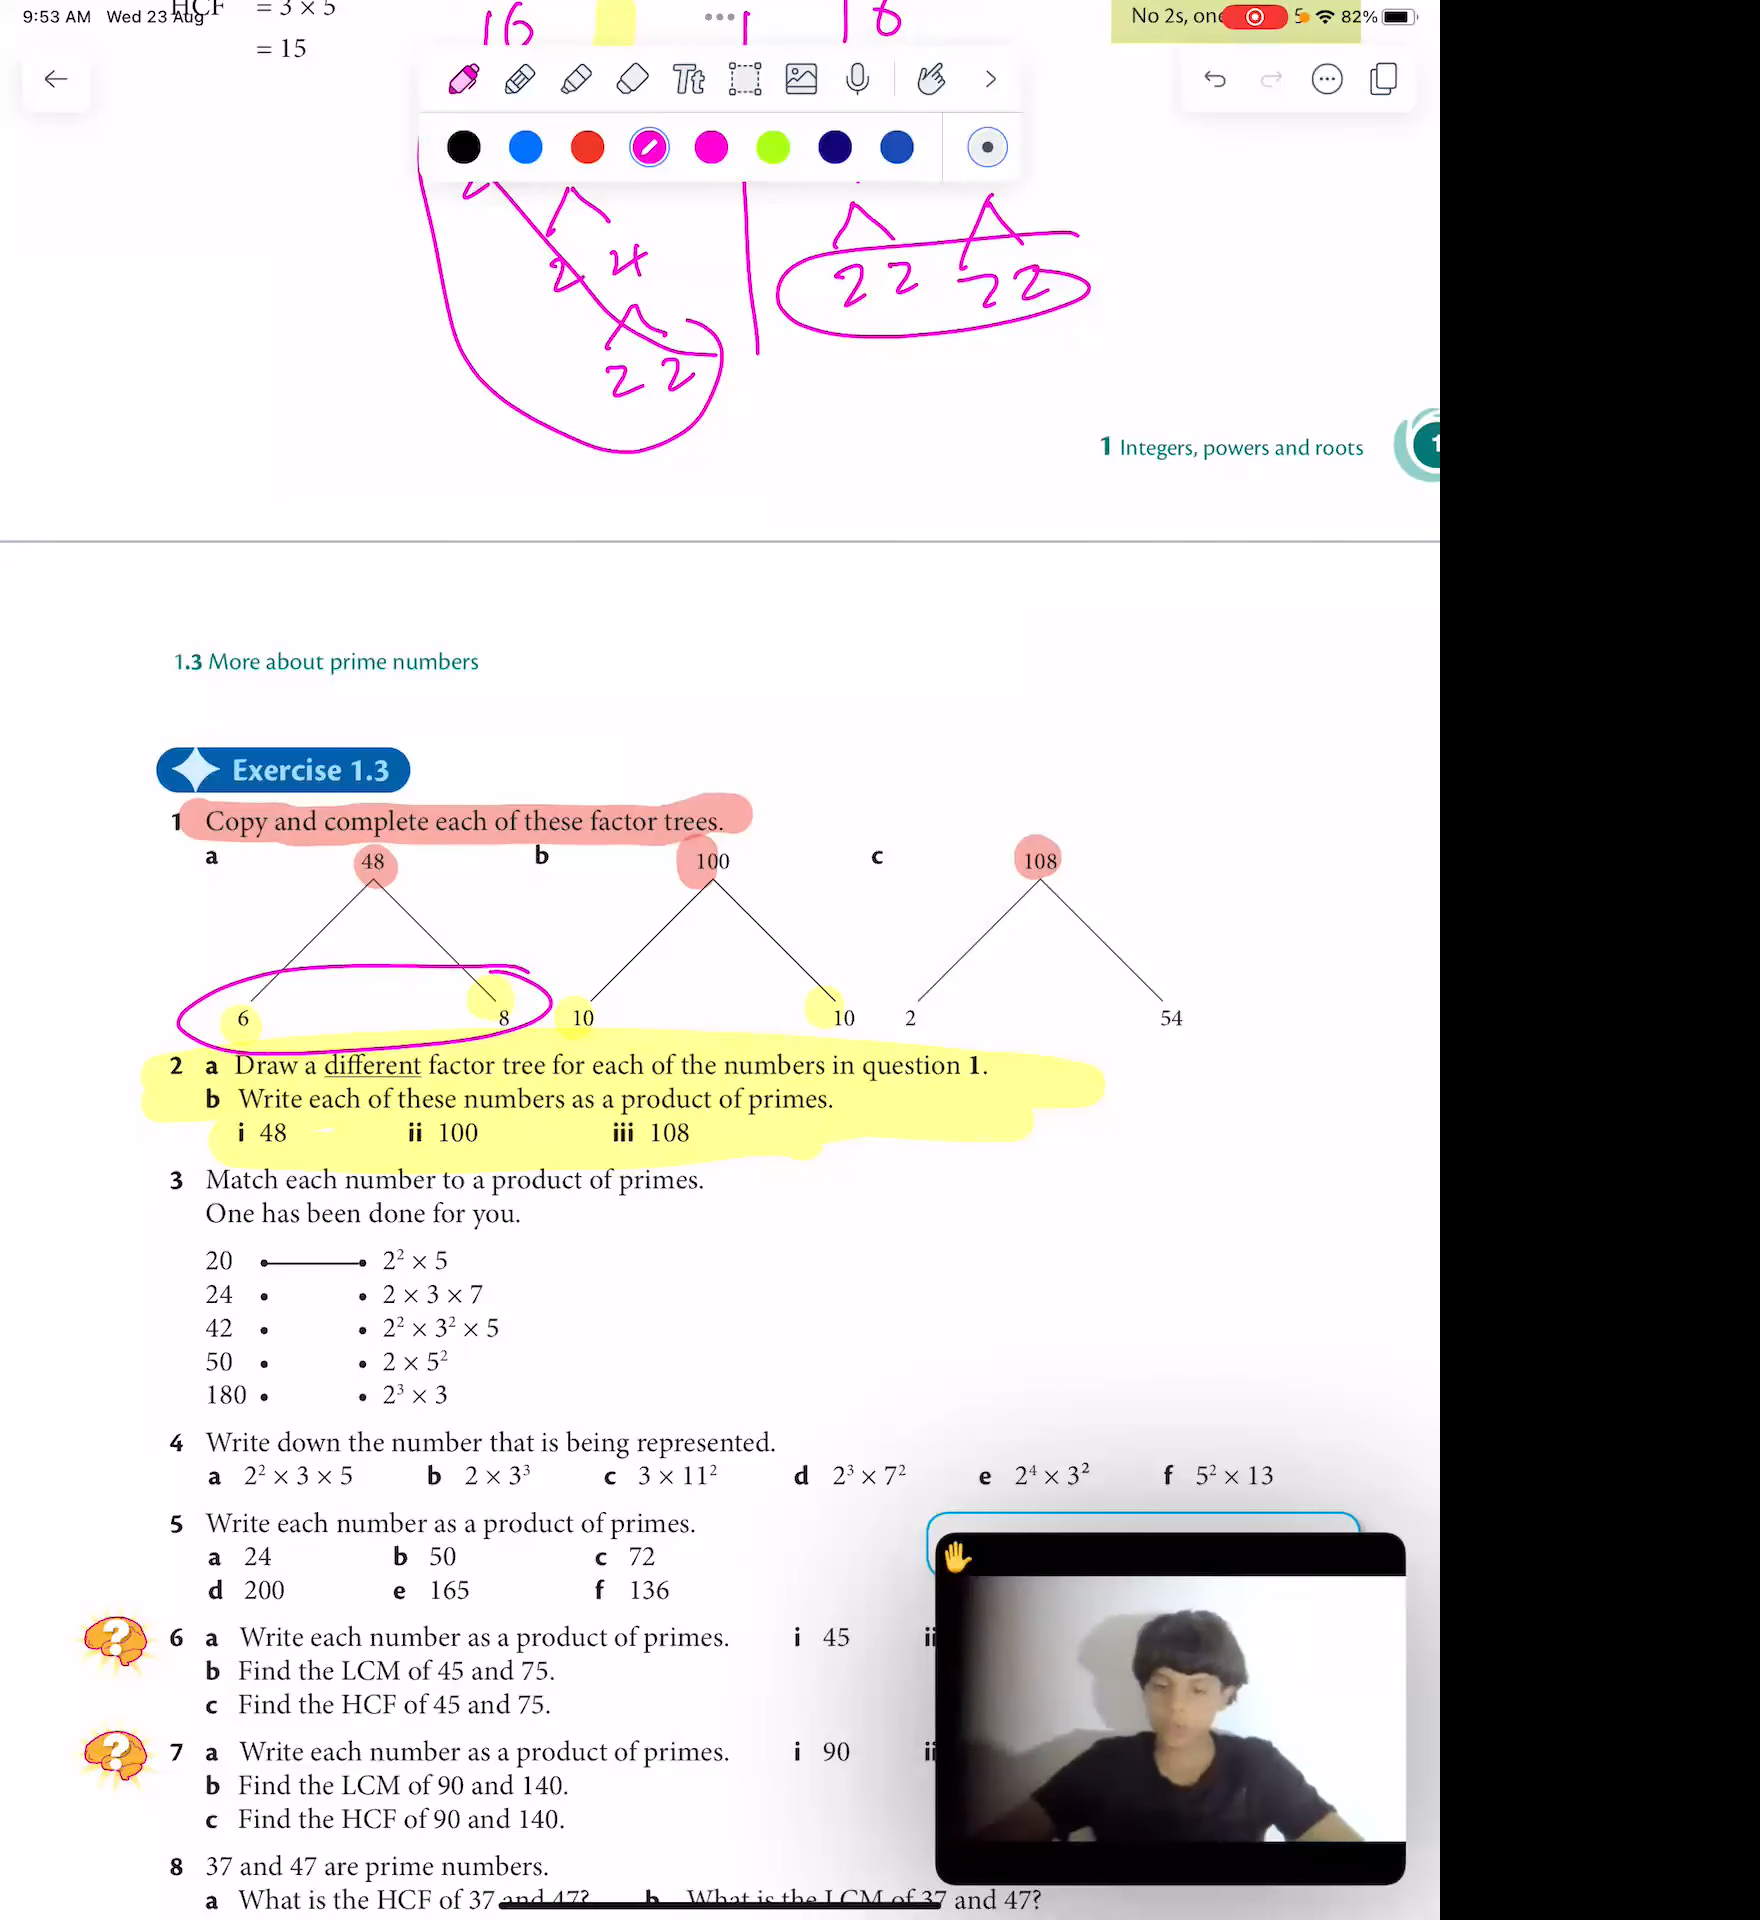 9:53 AM Wed 23 Aug
HCF = 3 × 5
= 15
16
18
No 2s, one
5
82%
Tt
2
2 4
2 2
2 2 2 2
1 Integers, powers and roots
1
1.3 More about prime numbers
Exercise 1.3
1 Copy and complete each of these factor trees.
a 48 b 100 c 108
6 8 10 10 2 54
2 a Draw a different factor tree for each of the numbers in question 1.
b Write each of these numbers as a product of primes.
i 48 ii 100 iii 108
3 Match each number to a product of primes.
One has been done for you.
20 • • 2² × 5
24 • • 2 × 3 × 7
42 • • 2² × 3² × 5
50 • • 2 × 5²
180 • • 2³ × 3
4 Write down the number that is being represented.
a 2² × 3 × 5 b 2 × 3³ c 3 × 11² d 2³ × 7² e 2⁴ × 3² f 5² × 13
5 Write each number as a product of primes.
a 24 b 50 c 72
d 200 e 165 f 136
6 a Write each number as a product of primes. i 45 ii
b Find the LCM of 45 and 75.
c Find the HCF of 45 and 75.
7 a Write each number as a product of primes. i 90 ii
b Find the LCM of 90 and 140.
c Find the HCF of 90 and 140.
8 37 and 47 are prime numbers.
a What is the HCF of 37 and 47? b What is the LCM of 37 and 47?